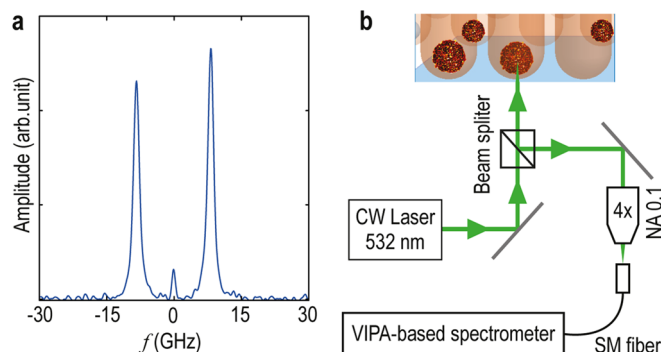 a
Amplitude (arb.unit)
-30 -15 0 15 30
f (GHz)
b
Beam spliter
CW Laser
532 nm
4x
NA 0.1
VIPA-based spectrometer
SM fiber